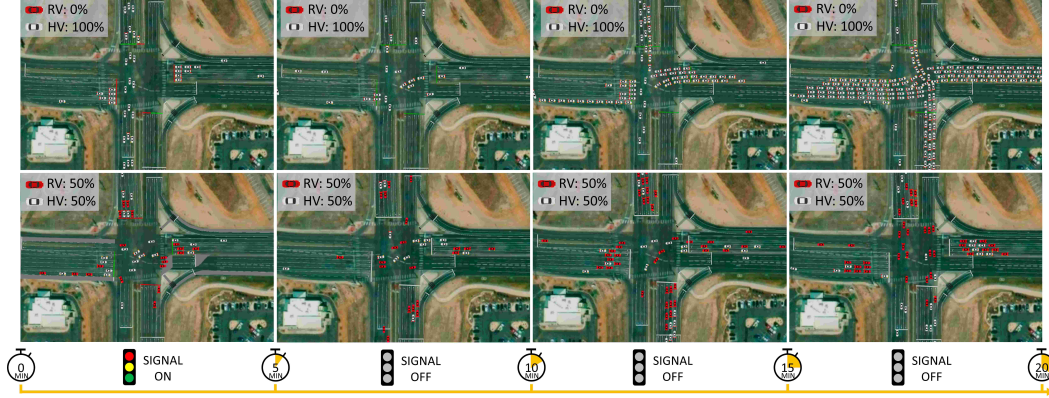 RV: 0%
HV: 100%
RV: 0%
HV: 100%
RV: 0%
HV: 100%
RV: 0%
HV: 100%
RV: 50%
HV: 50%
RV: 50%
HV: 50%
RV: 50%
HV: 50%
RV: 50%
HV: 50%
0
MIN
SIGNAL
ON
5
MIN
SIGNAL
OFF
10
MIN
SIGNAL
OFF
15
MIN
SIGNAL
OFF
20
MIN